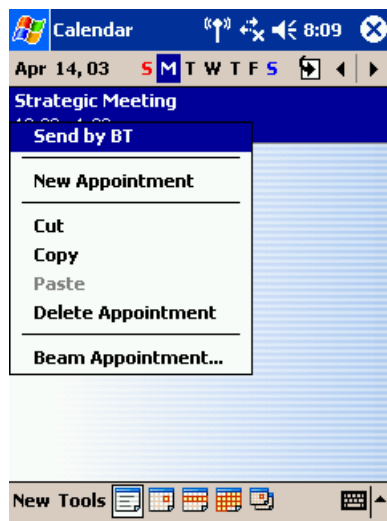 Calendar 8:09
Apr 14, 03 S M T W T F S
Strategic Meeting
Send by BT
New Appointment
Cut
Copy
Paste
Delete Appointment
Beam Appointment...
New Tools